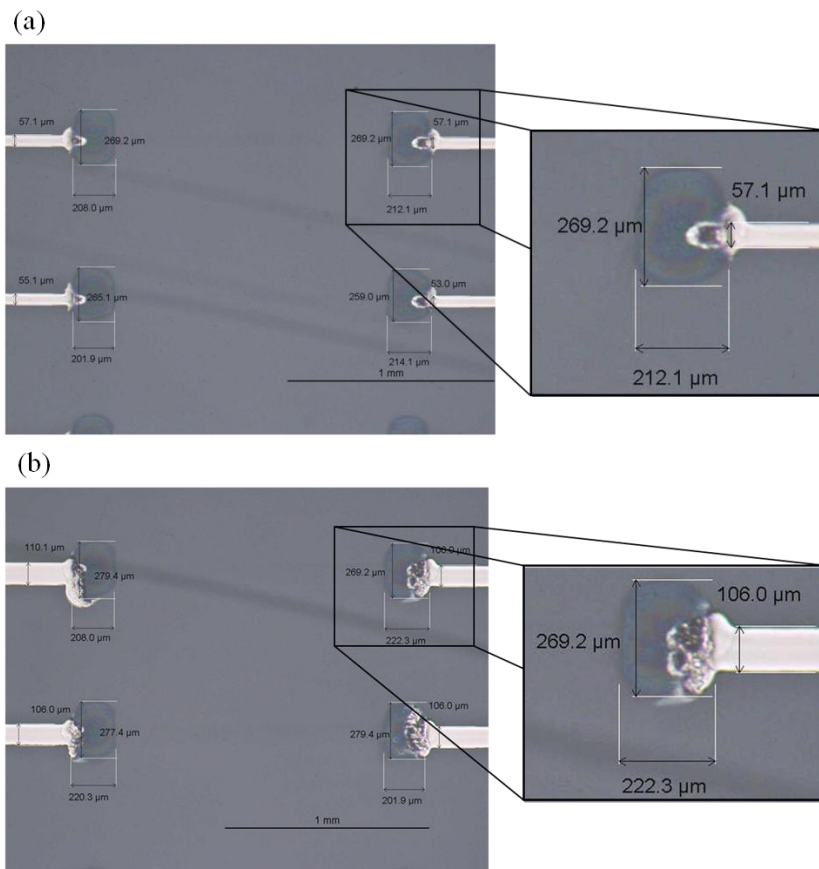 (a)
57.1 µm
269.2 µm
208.0 µm
57.1 µm
269.2 µm
212.1 µm
55.1 µm
265.1 µm
201.9 µm
53.0 µm
259.0 µm
214.1 µm
1 mm
57.1 µm
269.2 µm
212.1 µm
(b)
110.1 µm
279.4 µm
208.0 µm
106.0 µm
269.2 µm
222.3 µm
106.0 µm
277.4 µm
220.3 µm
106.0 µm
279.4 µm
201.9 µm
1 mm
106.0 µm
269.2 µm
222.3 µm